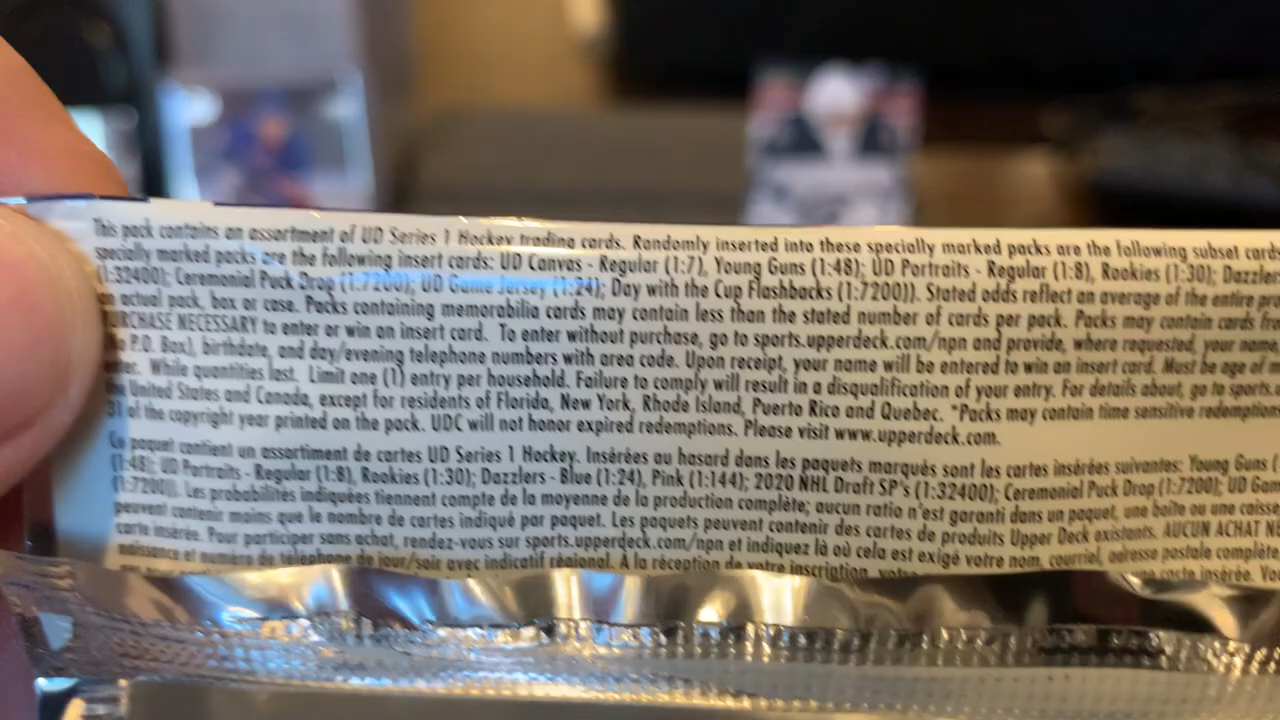 This pack contains an assortment of UD Series 1 Hockey trading cards. Randomly inserted into these specially marked packs are the following subset cards
specially marked packs are the following insert cards: UD Canvas - Regular (1:7), Young Guns (1:48); UD Portraits - Regular (1:8), Rookies (1:30); Dazzlers
(1:32400); Ceremonial Puck Drop (1:7200); UD Game Jersey (1:24); Day with the Cup Flashbacks (1:7200)). Stated odds reflect an average of the entire
actual pack, box or case. Packs containing memorabilia cards may contain less than the stated number of cards per pack. Packs may contain cards
NECESSARY to enter or win an insert card. To enter without purchase, go to sports.upperdeck.com/npn and provide, where requested, your name,
P.O. Box), birthdate, and day/evening telephone numbers with area code. Upon receipt, your name will be entered to win an insert card. Must be age of
While quantities last. Limit one (1) entry per household. Failure to comply will result in a disqualification of your entry. For details about, go to
United States and Canada, except for residents of Florida, New York, Rhode Island, Puerto Rico and Quebec. *Packs may contain time sensitive redemption
31 of the copyright year printed on the pack. UDC will not honor expired redemptions. Please visit www.upperdeck.com.
Ce paquet contient un assortiment de cartes UD Series 1 Hockey. Insérées au hasard dans les paquets marqués sont les cartes insérées suivantes: Young Guns (
(1:48); UD Portraits - Regular (1:8), Rookies (1:30); Dazzlers - Blue (1:24), Pink (1:144); 2020 NHL Draft SP's (1:32400); Ceremonial Puck Drop (1:7200); UD
(1:7200)). Les probabilités indiquées tiennent compte de la moyenne de la production complète; aucun ratio n'est garanti dans un paquet, une boîte ou une caisse
peuvent contenir moins que le nombre de cartes indiqué par paquet. Les paquets peuvent contenir des cartes de produits Upper Deck existants. AUCUN ACHAT
carte insérée. Pour participer sans achat, rendez-vous sur sports.upperdeck.com/npn et indiquez là où cela est exigé votre nom, courriel, adresse postale complète
naissance et numéro de téléphone de jour/soir avec indicatif régional. À la réception de votre inscription, carte insérée.